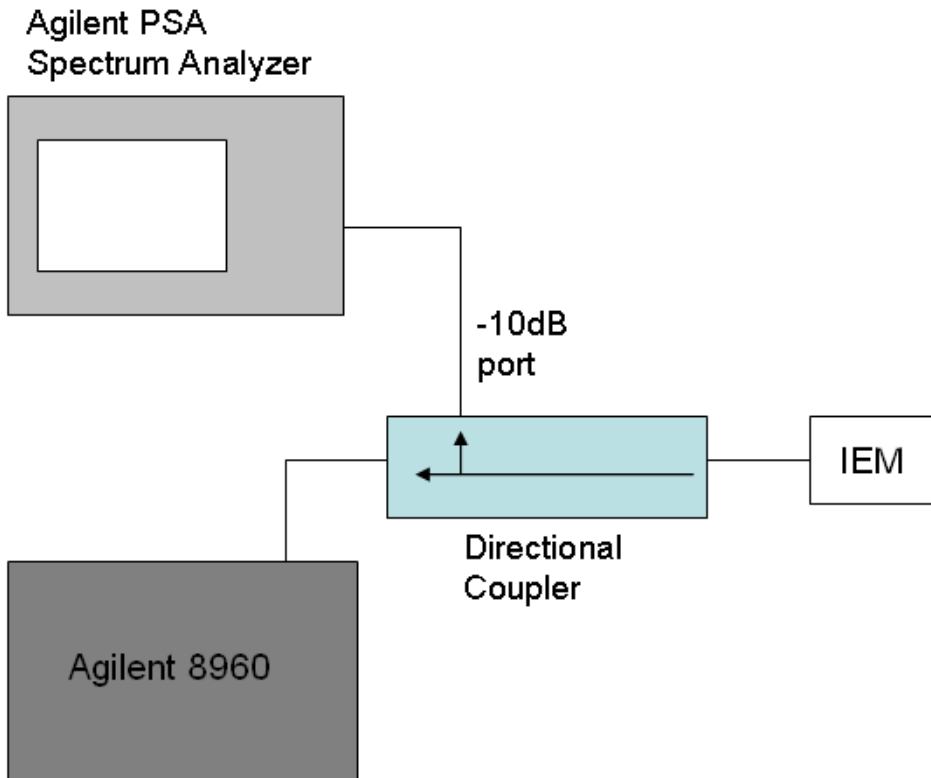 Agilent PSA
Spectrum Analyzer
-10dB
port
IEM
Directional
Coupler
Agilent 8960